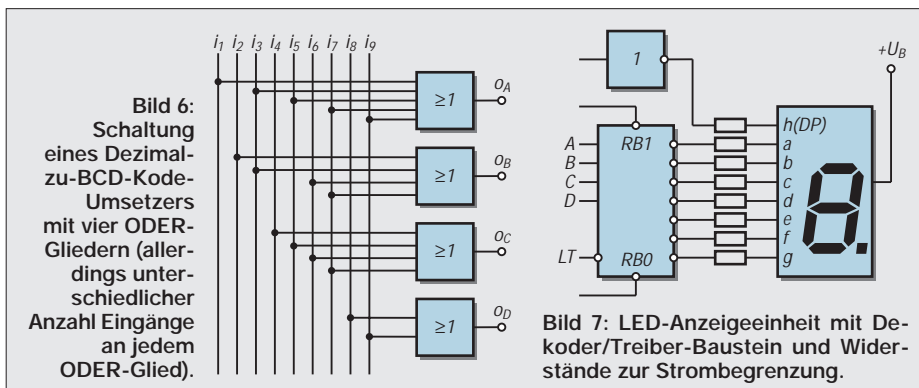 i1 i2 i3 i4 i5 i6 i7 i8 i9
≥1
oA
≥1
oB
≥1
oC
≥1
oD
Bild 6:
Schaltung
eines Dezimal-
zu-BCD-Kode-
Umsetzers
mit vier ODER-
Gliedern (aller-
dings unter-
schiedlicher
Anzahl Eingänge
an jedem
ODER-Glied).
1
+UB
A
B
C
D
LT
RB1
RB0
h(DP)
a
b
c
d
e
f
g
8.
Bild 7: LED-Anzeigeeinheit mit De-
koder/Treiber-Baustein und Wider-
stände zur Strombegrenzung.